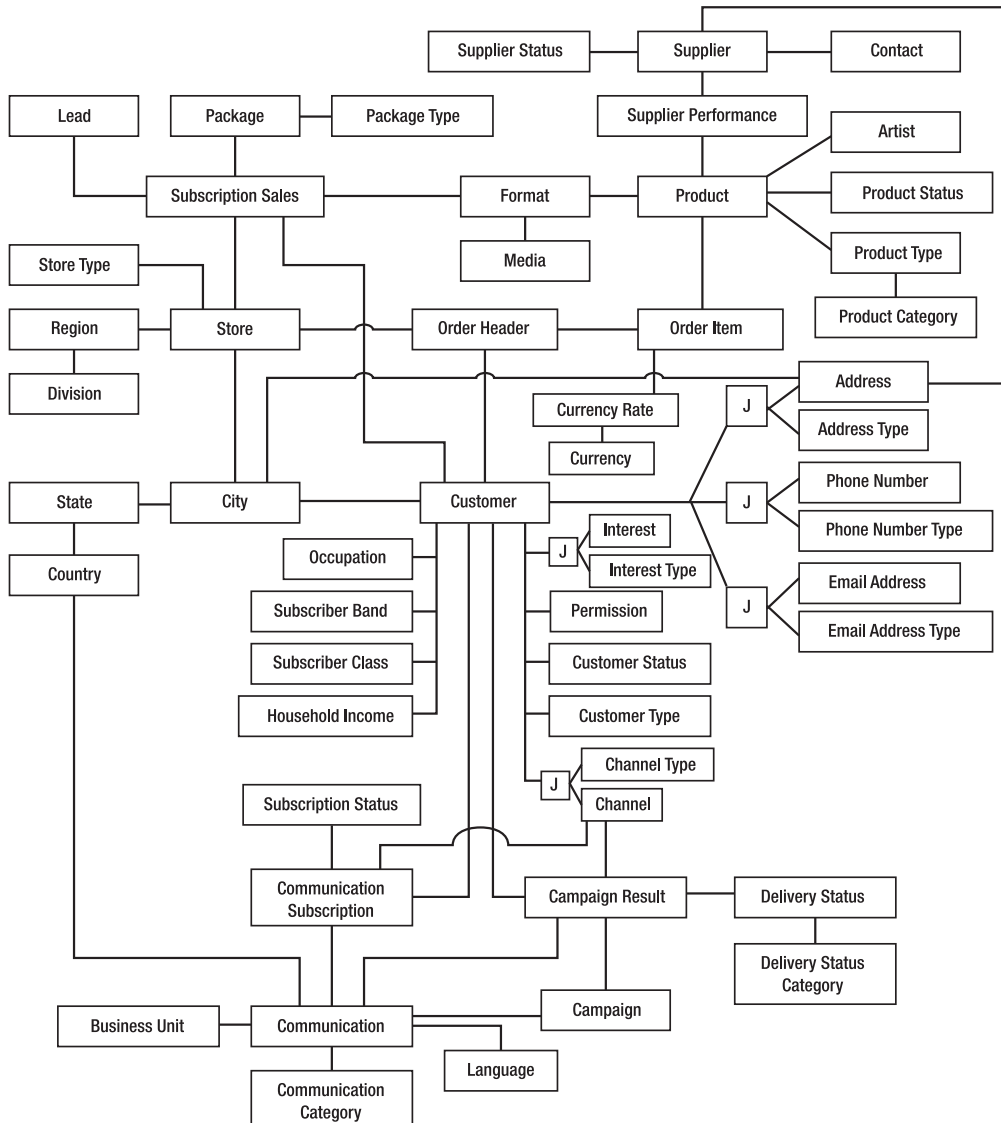 Supplier Status
Supplier
Contact
Lead
Package
Package Type
Supplier Performance
Artist
Subscription Sales
Format
Product
Product Status
Store Type
Media
Product Type
Region
Store
Order Header
Order Item
Product Category
Division
Address
J
Currency Rate
Address Type
Currency
State
City
Customer
Phone Number
J
Phone Number Type
Country
Occupation
J
Interest
Interest Type
Email Address
Subscriber Band
Permission
J
Email Address Type
Subscriber Class
Customer Status
Household Income
Customer Type
Channel Type
J
Subscription Status
Channel
Communication
Subscription
Campaign Result
Delivery Status
Delivery Status
Category
Campaign
Business Unit
Communication
Language
Communication
Category